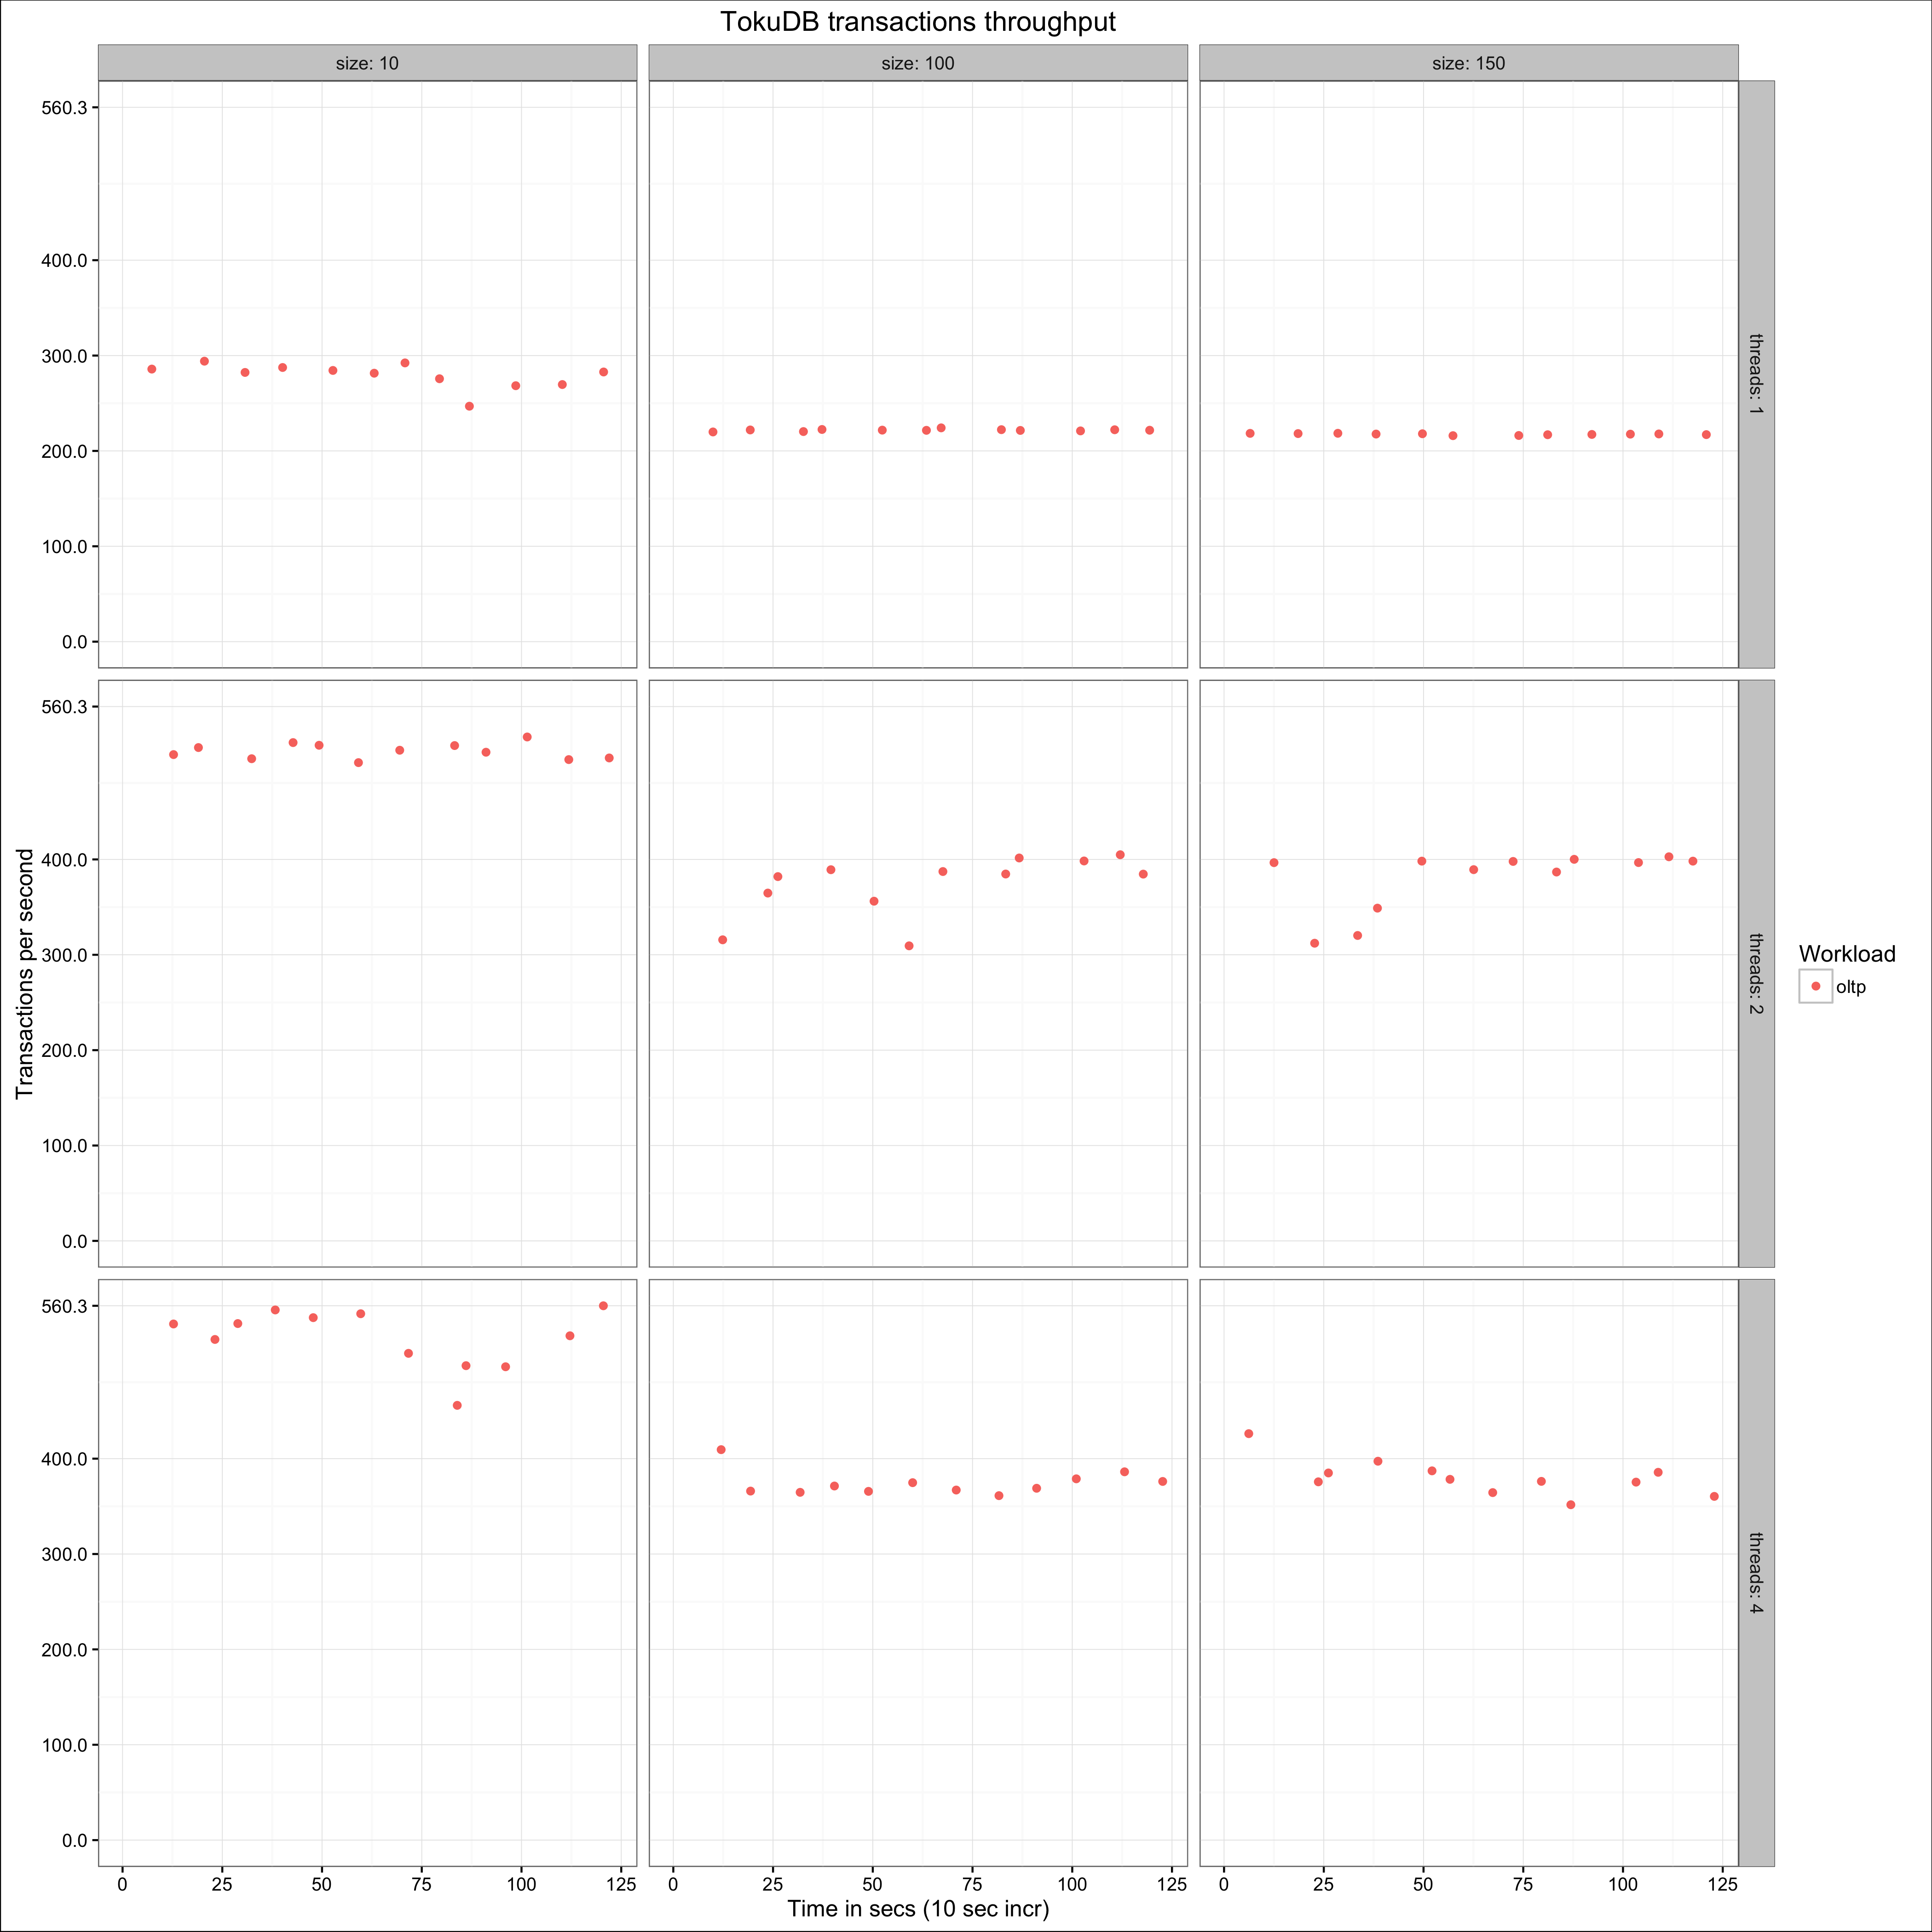 TokuDB transactions throughput
size: 10
size: 100
size: 150
560.3
400.0
300.0
200.0
100.0
0.0
threads: 1
560.3
400.0
300.0
200.0
100.0
0.0
threads: 2
560.3
400.0
300.0
200.0
100.0
0.0
threads: 4
Transactions per second
Workload
oltp
0 25 50 75 100 125
0 25 50 75 100 125
0 25 50 75 100 125
Time in secs (10 sec incr)